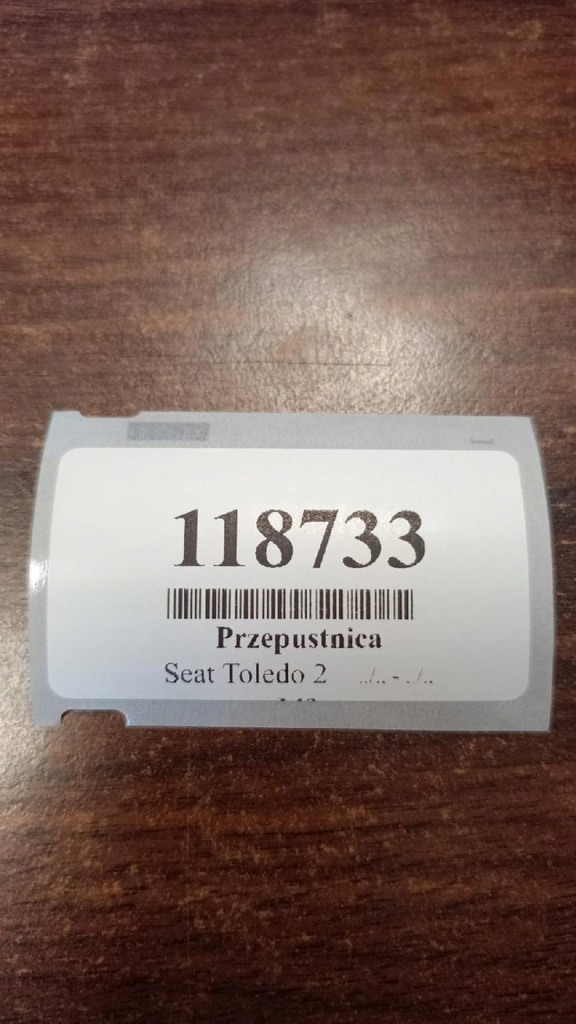 118733
Przepustnica
Seat Toledo 2 ../.. - ../..